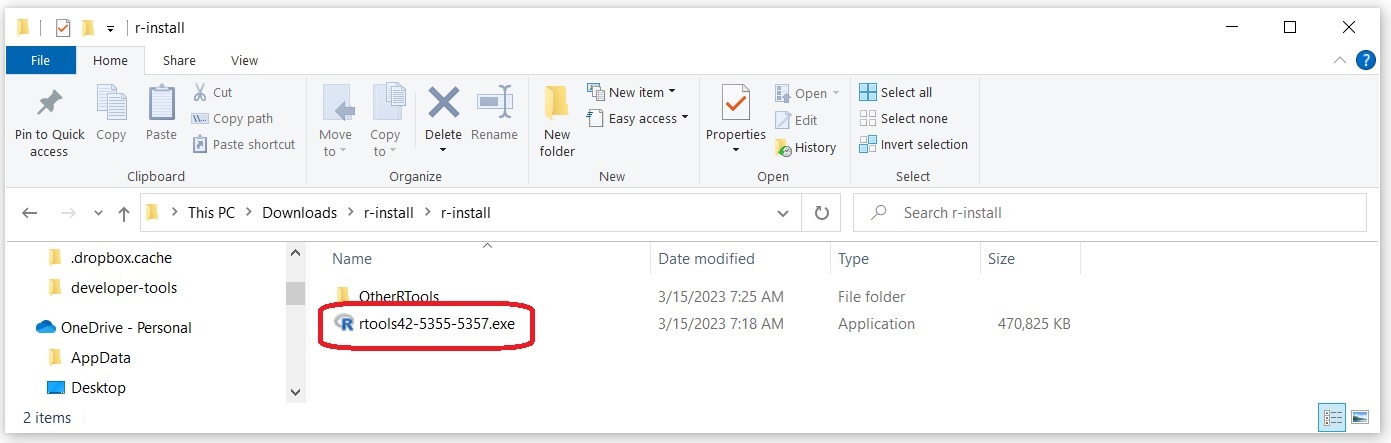 r-install
File Home Share View
Pin to Quick access
Copy
Paste
Cut
Copy path
Paste shortcut
Clipboard
Move to
Copy to
Delete
Rename
Organize
New folder
New item
Easy access
New
Properties
Open
Edit
History
Open
Select all
Select none
Invert selection
Select
This PC > Downloads > r-install > r-install
Search r-install
.dropbox.cache
developer-tools
OneDrive - Personal
AppData
Desktop
Name Date modified Type Size
OtherRTools 3/15/2023 7:25 AM File folder
rtools42-5355-5357.exe 3/15/2023 7:18 AM Application 470,825 KB
2 items